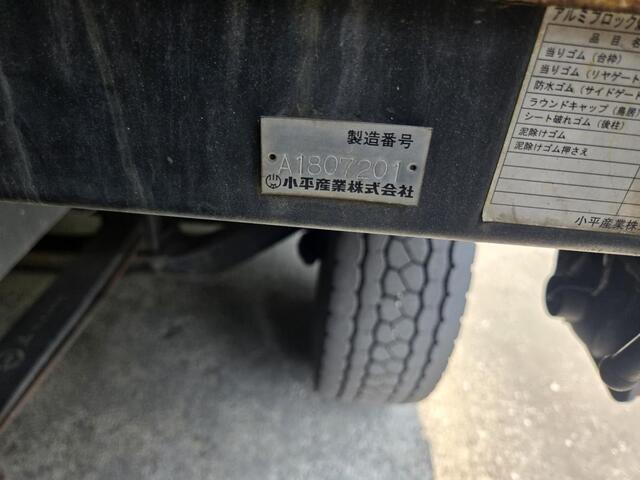 製造番号
A1807201
小平産業株式会社
アルミブロック
品 目 名
当りゴム(台枠)
当りゴム(リヤゲート
防水ゴム(サイドゲート
ラウンドキャップ(鳥居)
シート破れゴム(後柱)
泥除けゴム
泥除けゴム押さえ
小平産業株